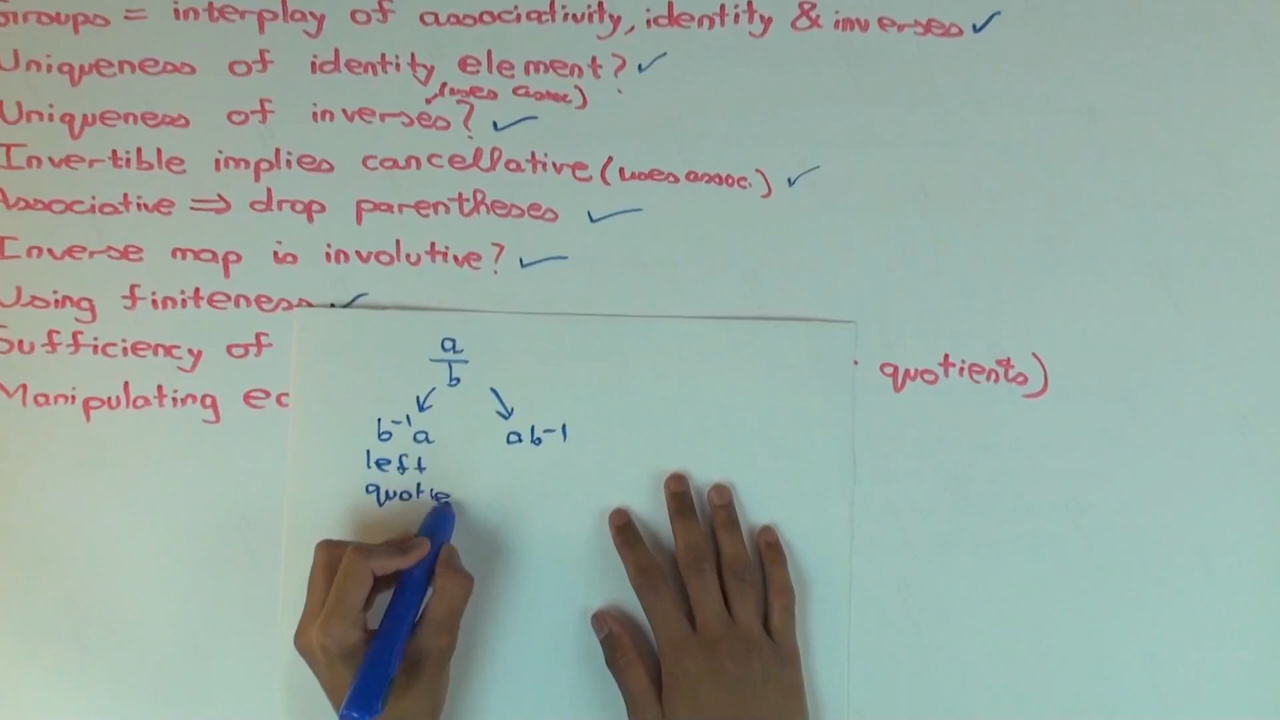 Groups = interplay of associativity, identity & inverses ✓
Uniqueness of identity element? ✓
(uses assoc)
Uniqueness of inverses? ✓
Invertible implies cancellative (uses assoc.) ✓
Associative ⇒ drop parentheses ✓
Inverse map is involutive? ✓
Using finiteness ✓
Sufficiency of
Manipulating eq
quotients)
a
b
b⁻¹a
ab⁻¹
left
quotie